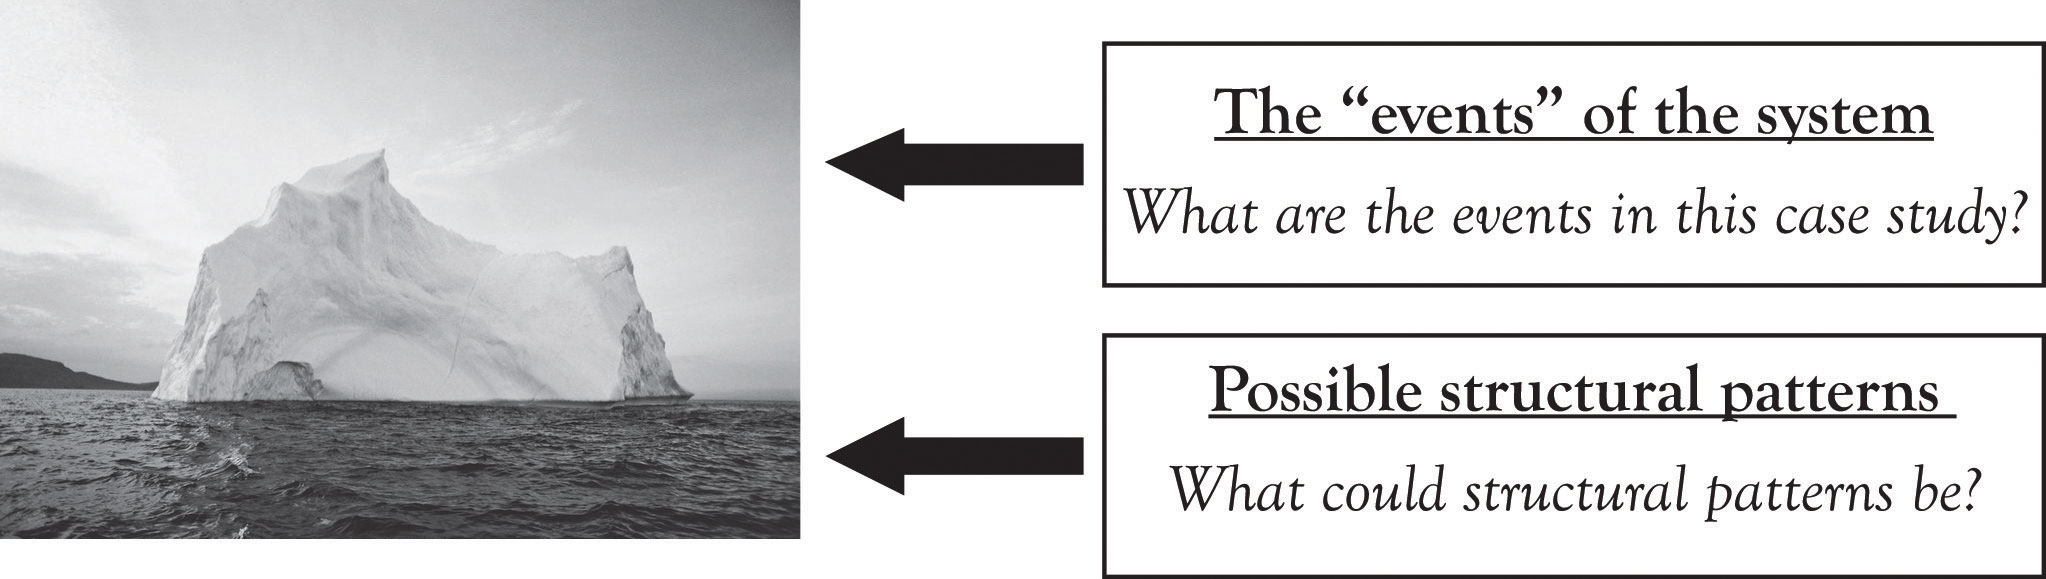 The “events” of the system
What are the events in this case study?
Possible structural patterns
What could structural patterns be?